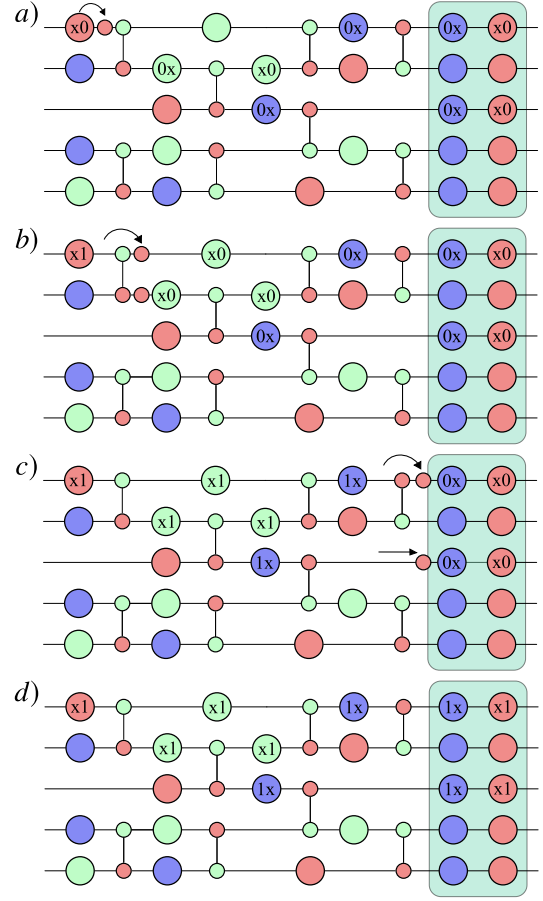 a)
x0 0x 0x x0
0x x0
0x 0x x0
b)
x1 x0 0x 0x x0
x0 x0
0x 0x x0
c)
x1 x1 1x 0x x0
x1 x1
1x 0x x0
d)
x1 x1 1x 1x x1
x1 x1
1x 1x x1